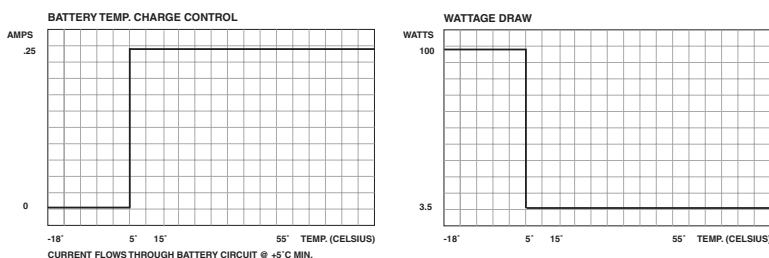 BATTERY TEMP. CHARGE CONTROL
AMPS
.25
0
-18˚ 5˚ 15˚ 55˚ TEMP. (CELSIUS)
CURRENT FLOWS THROUGH BATTERY CIRCUIT @ +5˚C MIN.
WATTAGE DRAW
WATTS
100
3.5
-18˚ 5˚ 15˚ 55˚ TEMP. (CELSIUS)